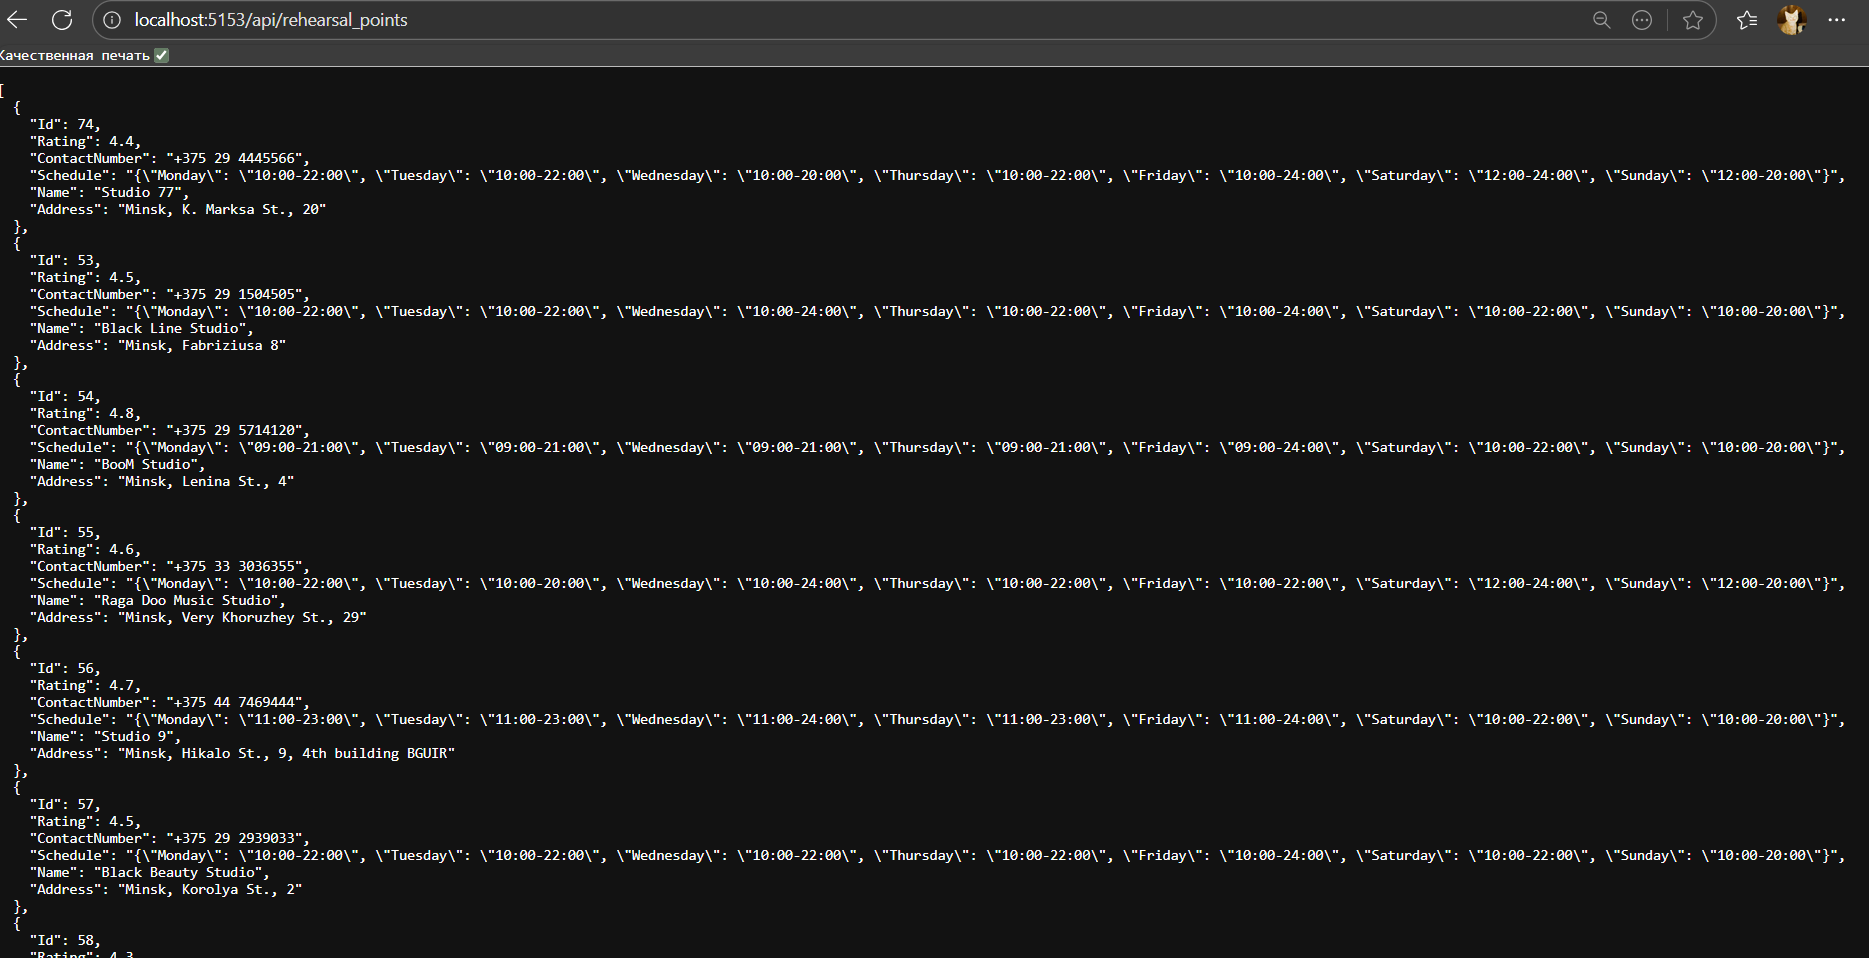 localhost:5153/api/rehearsal_points
Качественная печать
[
{
"Id": 74,
"Rating": 4.4,
"ContactNumber": "+375 29 4445566",
"Schedule": "{\"Monday\": \"10:00-22:00\", \"Tuesday\": \"10:00-22:00\", \"Wednesday\": \"10:00-20:00\", \"Thursday\": \"10:00-22:00\", \"Friday\": \"10:00-24:00\", \"Saturday\": \"12:00-24:00\", \"Sunday\": \"12:00-20:00\"}",
"Name": "Studio 77",
"Address": "Minsk, K. Marksa St., 20"
},
{
"Id": 53,
"Rating": 4.5,
"ContactNumber": "+375 29 1504505",
"Schedule": "{\"Monday\": \"10:00-22:00\", \"Tuesday\": \"10:00-22:00\", \"Wednesday\": \"10:00-24:00\", \"Thursday\": \"10:00-22:00\", \"Friday\": \"10:00-24:00\", \"Saturday\": \"10:00-22:00\", \"Sunday\": \"10:00-20:00\"}",
"Name": "Black Line Studio",
"Address": "Minsk, Fabriziusa 8"
},
{
"Id": 54,
"Rating": 4.8,
"ContactNumber": "+375 29 5714120",
"Schedule": "{\"Monday\": \"09:00-21:00\", \"Tuesday\": \"09:00-21:00\", \"Wednesday\": \"09:00-21:00\", \"Thursday\": \"09:00-21:00\", \"Friday\": \"09:00-24:00\", \"Saturday\": \"10:00-22:00\", \"Sunday\": \"10:00-20:00\"}",
"Name": "BooM Studio",
"Address": "Minsk, Lenina St., 4"
},
{
"Id": 55,
"Rating": 4.6,
"ContactNumber": "+375 33 3036355",
"Schedule": "{\"Monday\": \"10:00-22:00\", \"Tuesday\": \"10:00-20:00\", \"Wednesday\": \"10:00-24:00\", \"Thursday\": \"10:00-22:00\", \"Friday\": \"10:00-22:00\", \"Saturday\": \"12:00-24:00\", \"Sunday\": \"12:00-20:00\"}",
"Name": "Raga Doo Music Studio",
"Address": "Minsk, Very Khoruzhey St., 29"
},
{
"Id": 56,
"Rating": 4.7,
"ContactNumber": "+375 44 7469444",
"Schedule": "{\"Monday\": \"11:00-23:00\", \"Tuesday\": \"11:00-23:00\", \"Wednesday\": \"11:00-24:00\", \"Thursday\": \"11:00-23:00\", \"Friday\": \"11:00-24:00\", \"Saturday\": \"10:00-22:00\", \"Sunday\": \"10:00-20:00\"}",
"Name": "Studio 9",
"Address": "Minsk, Hikalo St., 9, 4th building BGUIR"
},
{
"Id": 57,
"Rating": 4.5,
"ContactNumber": "+375 29 2939033",
"Schedule": "{\"Monday\": \"10:00-22:00\", \"Tuesday\": \"10:00-22:00\", \"Wednesday\": \"10:00-22:00\", \"Thursday\": \"10:00-22:00\", \"Friday\": \"10:00-24:00\", \"Saturday\": \"10:00-22:00\", \"Sunday\": \"10:00-20:00\"}",
"Name": "Black Beauty Studio",
"Address": "Minsk, Korolya St., 2"
},
{
"Id": 58,
"Rating": 4.3